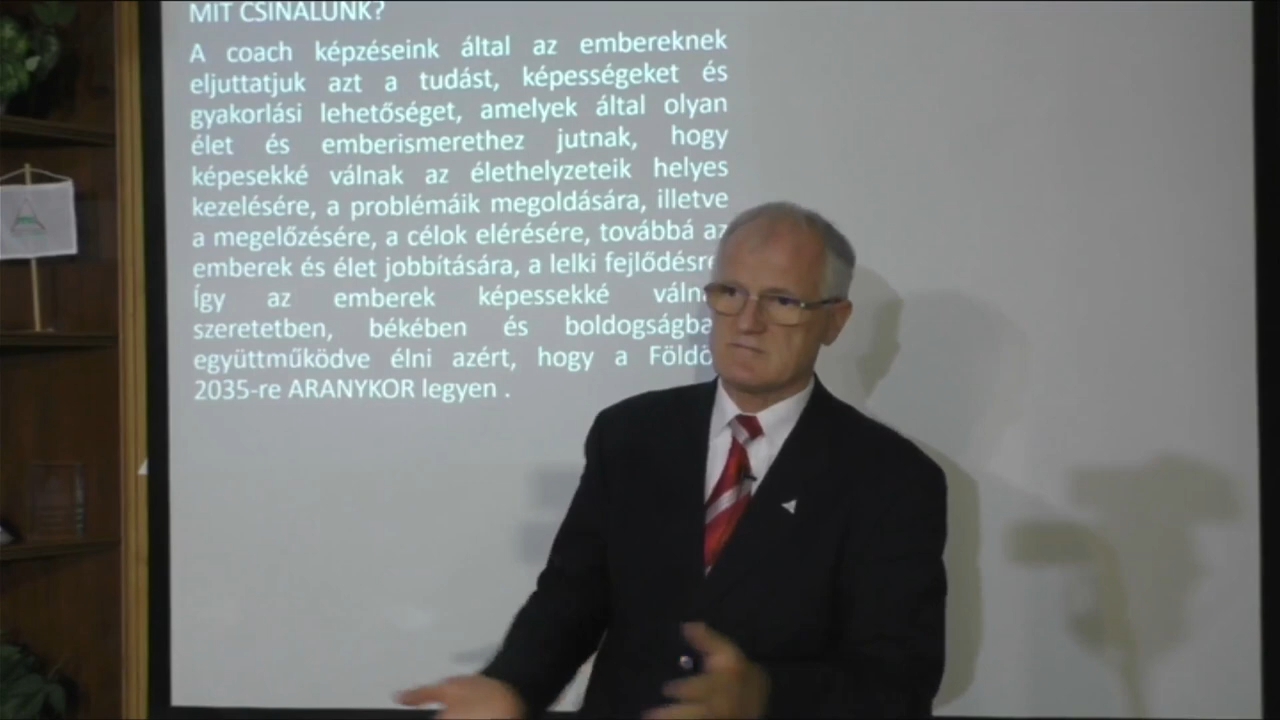 MIT CSINÁLUNK?
A coach képzéseink által az embereknek
eljuttatjuk azt a tudást, képességeket és
gyakorlási lehetőséget, amelyek által olyan
élet és emberismerethez jutnak, hogy
képesekké válnak az élethelyzeteik helyes
kezelésére, a problémáik megoldására, illetve
a megelőzésére, a célok elérésére, továbbá az
emberek és élet jobbítására, a lelki
Így az emberek képessekké
szeretetben, békében és
együttműködve élni azért, hogy a
2035-re ARANYKOR legyen .